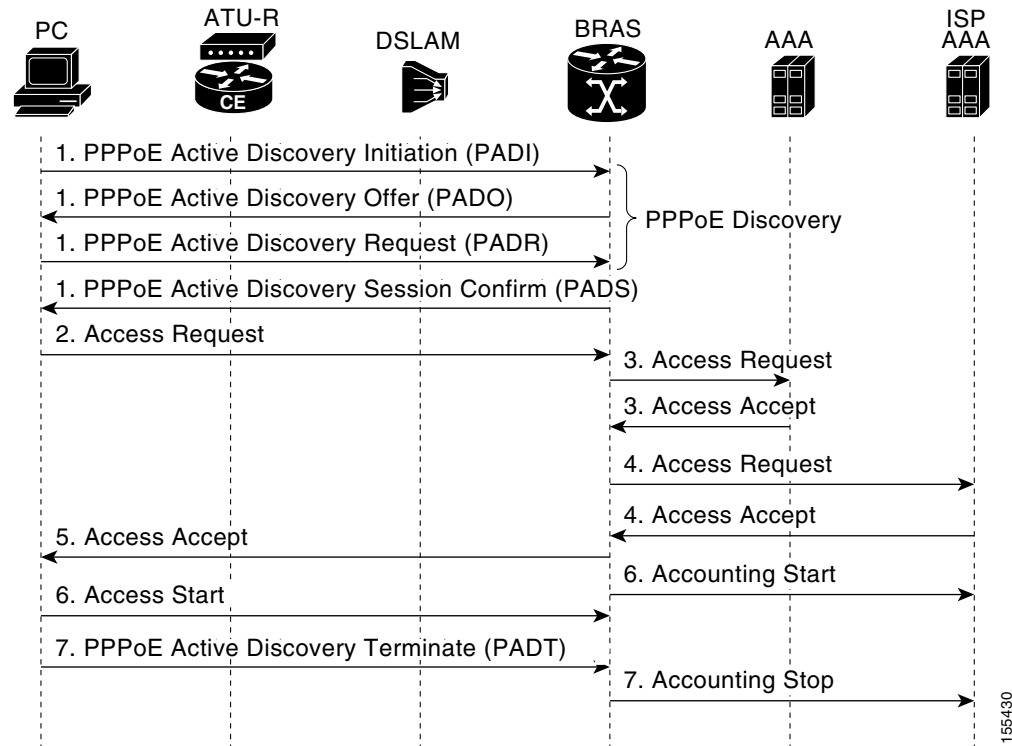 PC
ATU-R
DSLAM
BRAS
AAA
ISP
AAA
CE
1. PPPoE Active Discovery Initiation (PADI)
1. PPPoE Active Discovery Offer (PADO)
PPPoE Discovery
1. PPPoE Active Discovery Request (PADR)
1. PPPoE Active Discovery Session Confirm (PADS)
2. Access Request
3. Access Request
3. Access Accept
4. Access Request
4. Access Accept
5. Access Accept
6. Accounting Start
6. Access Start
7. PPPoE Active Discovery Terminate (PADT)
7. Accounting Stop
155430